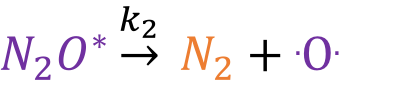 N₂O* →k₂ N₂ + ·O·